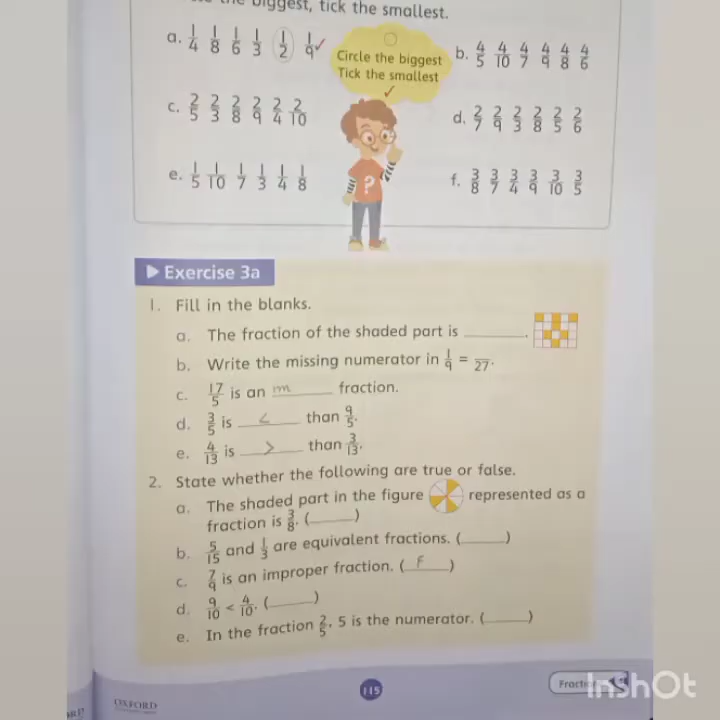 biggest, tick the smallest.
a. 1/4 1/8 1/6 1/3 1/2 1/9 ✓
Circle the biggest
Tick the smallest
✓
b. 4/5 4/10 4/7 4/9 4/8 4/6
c. 2/5 2/3 2/8 2/9 2/4 2/10
d. 2/7 2/9 2/3 2/8 2/5 2/6
e. 1/5 1/10 1/7 1/3 1/4 1/8
f. 3/8 3/7 3/4 3/9 3/10 3/5
?
Exercise 3a
1. Fill in the blanks.
a. The fraction of the shaded part is ______.
b. Write the missing numerator in 1/9 = __/27.
c. 17/5 is an m fraction.
d. 3/5 is < than 9/5.
e. 4/13 is > than 3/13.
2. State whether the following are true or false.
a. The shaded part in the figure represented as a
fraction is 3/8. (______)
b. 5/15 and 1/3 are equivalent fractions. (______)
c. 7/9 is an improper fraction. ( F )
d. 9/10 < 4/10. (______)
e. In the fraction 2/5, 5 is the numerator. (______)
OXFORD
115
InshOt